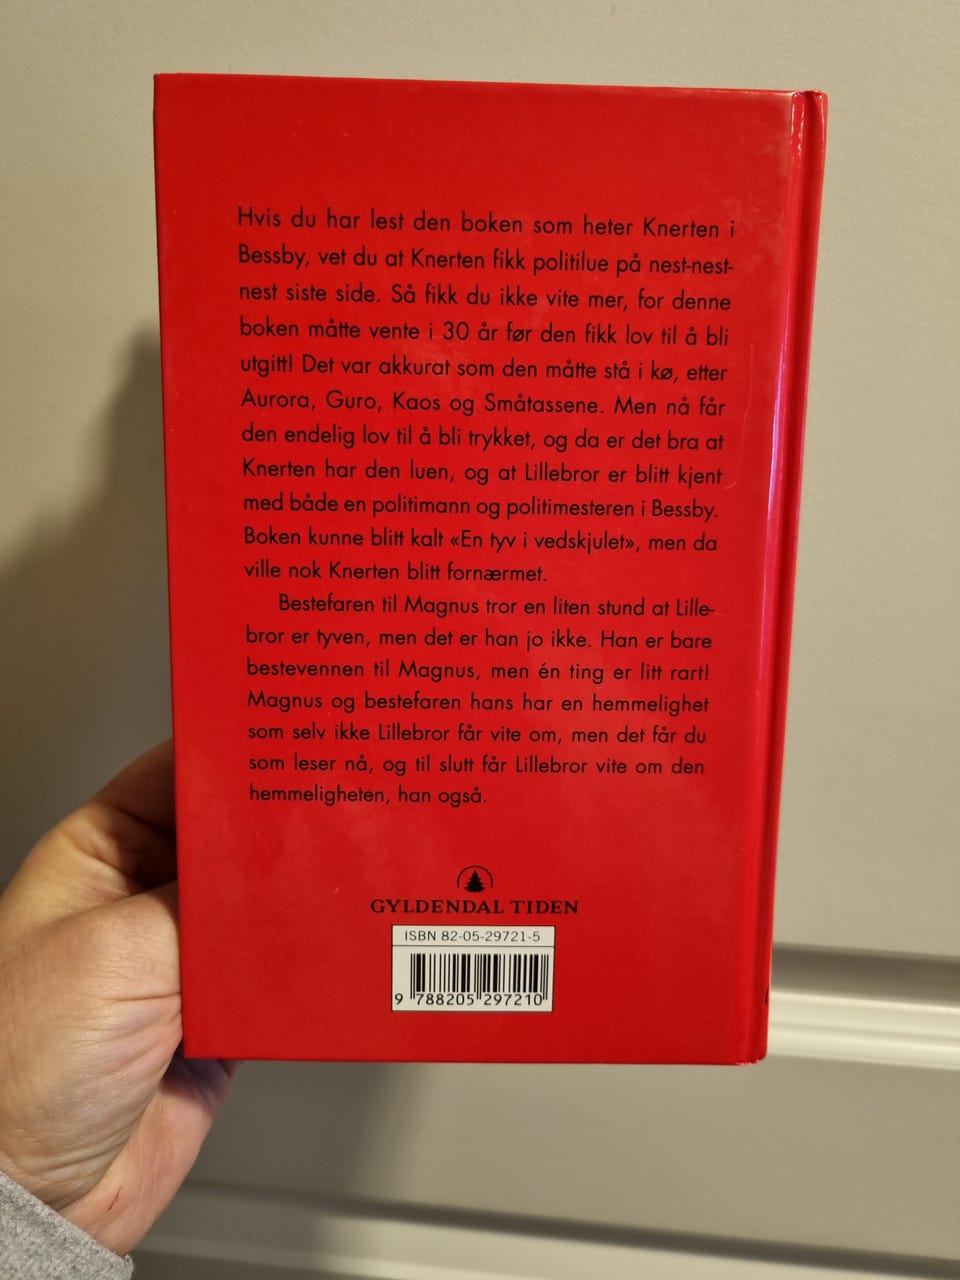 Hvis du har lest den boken som heter Knerten i
Bessby, vet du at Knerten fikk politilue på nest-nest-
nest siste side. Så fikk du ikke vite mer, for denne
boken måtte vente i 30 år før den fikk lov til å bli
utgitt! Det var akkurat som den måtte stå i kø, etter
Aurora, Guro, Kaos og Småtassene. Men nå får
den endelig lov til å bli trykket, og da er det bra at
Knerten har den luen, og at Lillebror er blitt kjent
med både en politimann og politimesteren i Bessby.
Boken kunne blitt kalt «En tyv i vedskjulet», men da
ville nok Knerten blitt fornærmet.
Bestefaren til Magnus tror en liten stund at Lille-
bror er tyven, men det er han jo ikke. Han er bare
bestevennen til Magnus, men én ting er litt rart!
Magnus og bestefaren hans har en hemmelighet
som selv ikke Lillebror får vite om, men det får du
som leser nå, og til slutt får Lillebror vite om den
hemmeligheten, han også.
GYLDENDAL TIDEN
ISBN 82-05-29721-5
9 788205 297210